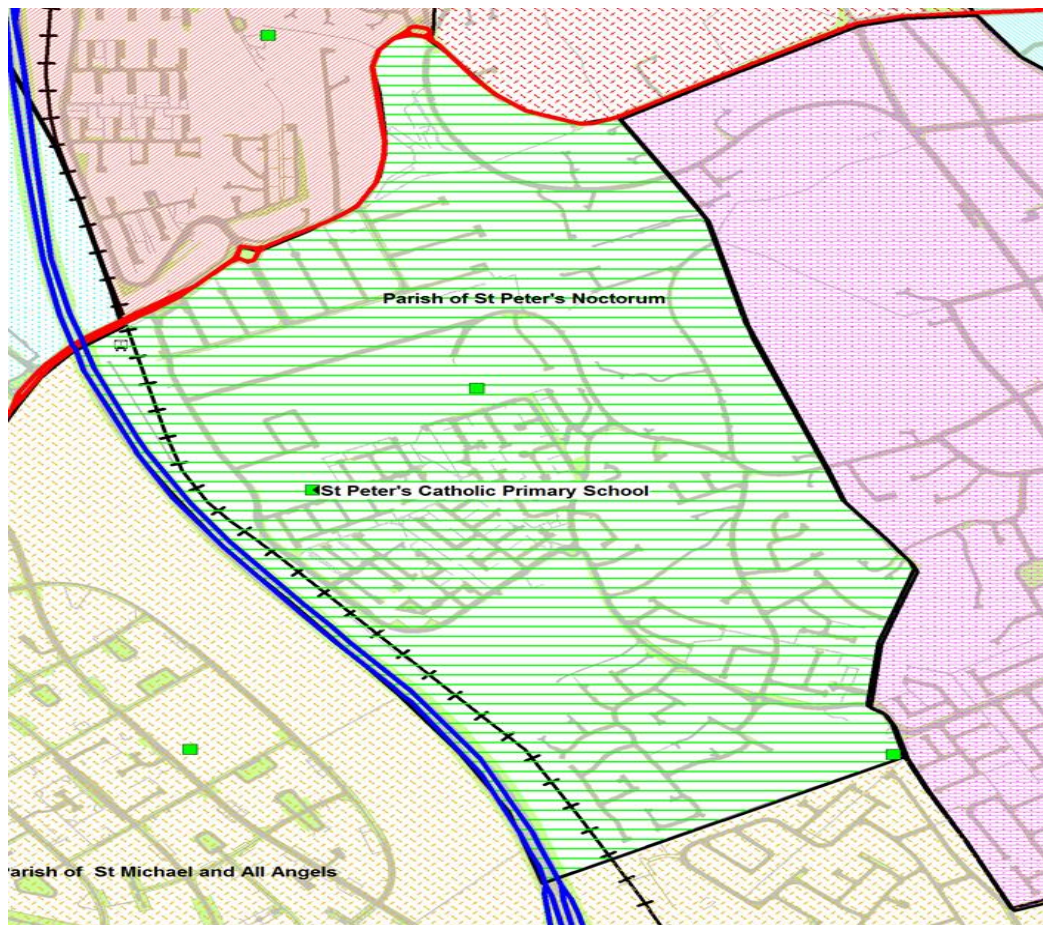 Parish of St Peter's Noctorum
St Peter's Catholic Primary School
arish of St Michael and All Angels